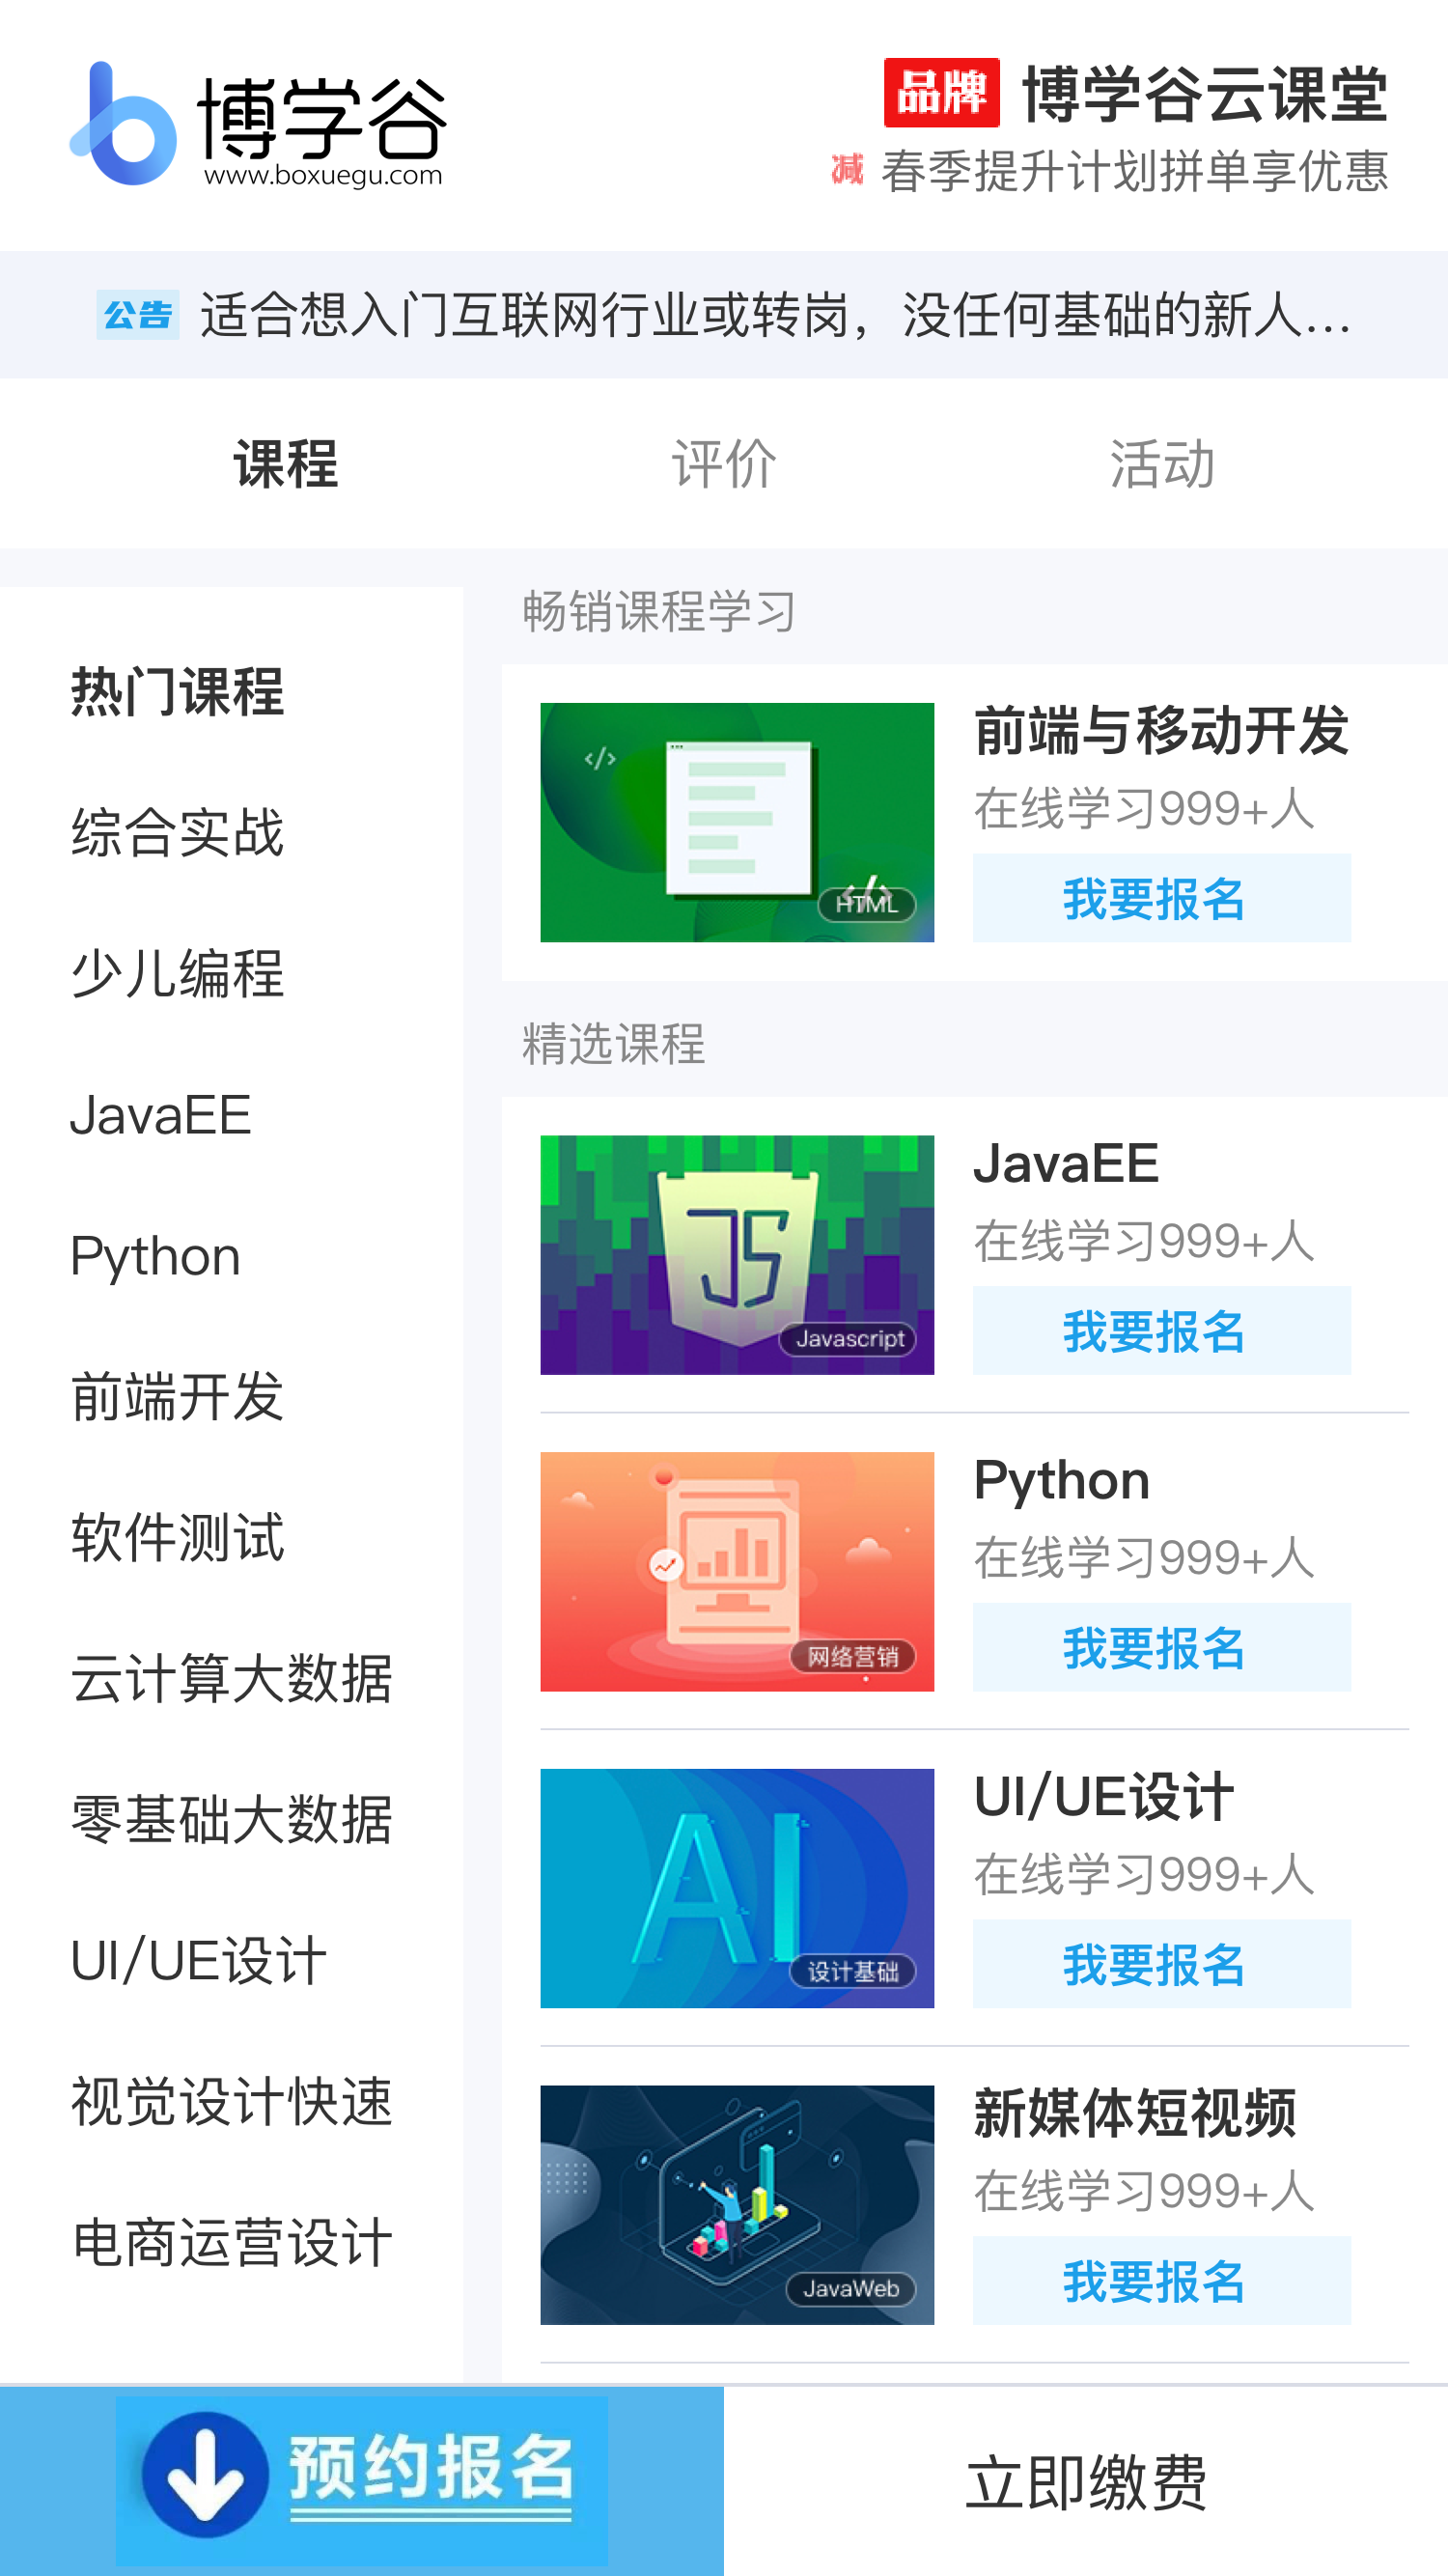 博学谷
www.boxuegu.com
品牌 博学谷云课堂
减 春季提升计划拼单享优惠
公告 适合想入门互联网行业或转岗，没任何基础的新人...
课程 评价 活动
热门课程
综合实战
少儿编程
JavaEE
Python
前端开发
软件测试
云计算大数据
零基础大数据
UI/UE设计
视觉设计快速
电商运营设计
畅销课程学习
</>
</>
HTML
前端与移动开发
在线学习999+人
我要报名
精选课程
JS
Javascript
JavaEE
在线学习999+人
我要报名
网络营销
Python
在线学习999+人
我要报名
AI
设计基础
UI/UE设计
在线学习999+人
我要报名
JavaWeb
新媒体短视频
在线学习999+人
我要报名
预约报名
立即缴费